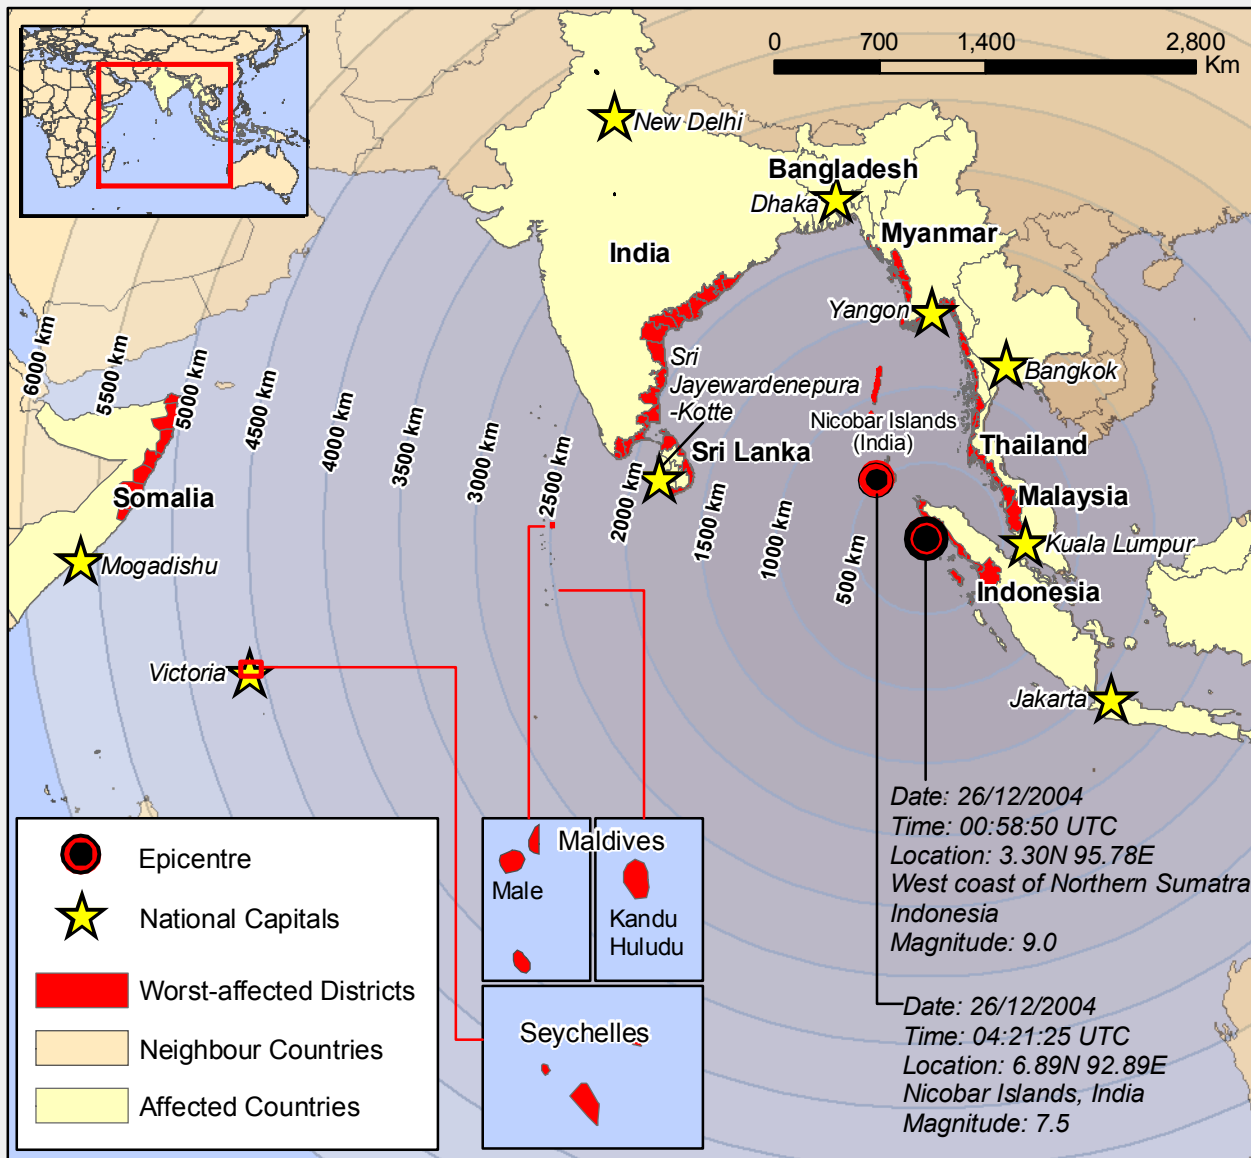 0 700 1,400 2,800
Km
New Delhi
Bangladesh
Dhaka
Myanmar
India
Yangon
Sri
Jayewardenepura
-Kotte
Bangkok
Nicobar Islands
(India)
Sri Lanka
Thailand
Malaysia
Kuala Lumpur
Indonesia
Jakarta
Somalia
Mogadishu
Victoria
6000 km
5500 km
5000 km
4500 km
4000 km
3500 km
3000 km
2500 km
2000 km
1500 km
1000 km
500 km
Date: 26/12/2004
Time: 00:58:50 UTC
Location: 3.30N 95.78E
West coast of Northern Sumatra
Indonesia
Magnitude: 9.0
Date: 26/12/2004
Time: 04:21:25 UTC
Location: 6.89N 92.89E
Nicobar Islands, India
Magnitude: 7.5
Maldives
Male
Kandu
Huludu
Seychelles
Epicentre
National Capitals
Worst-affected Districts
Neighbour Countries
Affected Countries